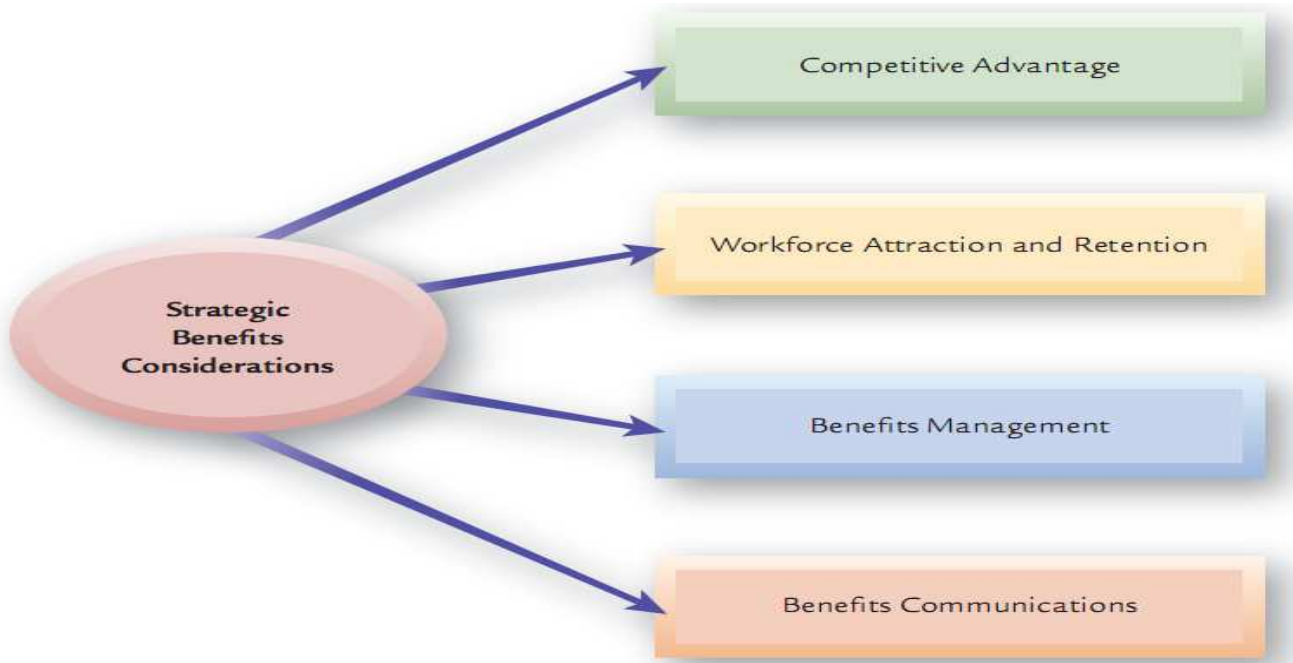 Competitive Advantage
Workforce Attraction and Retention
Strategic
Benefits
Considerations
Benefits Management
Benefits Communications